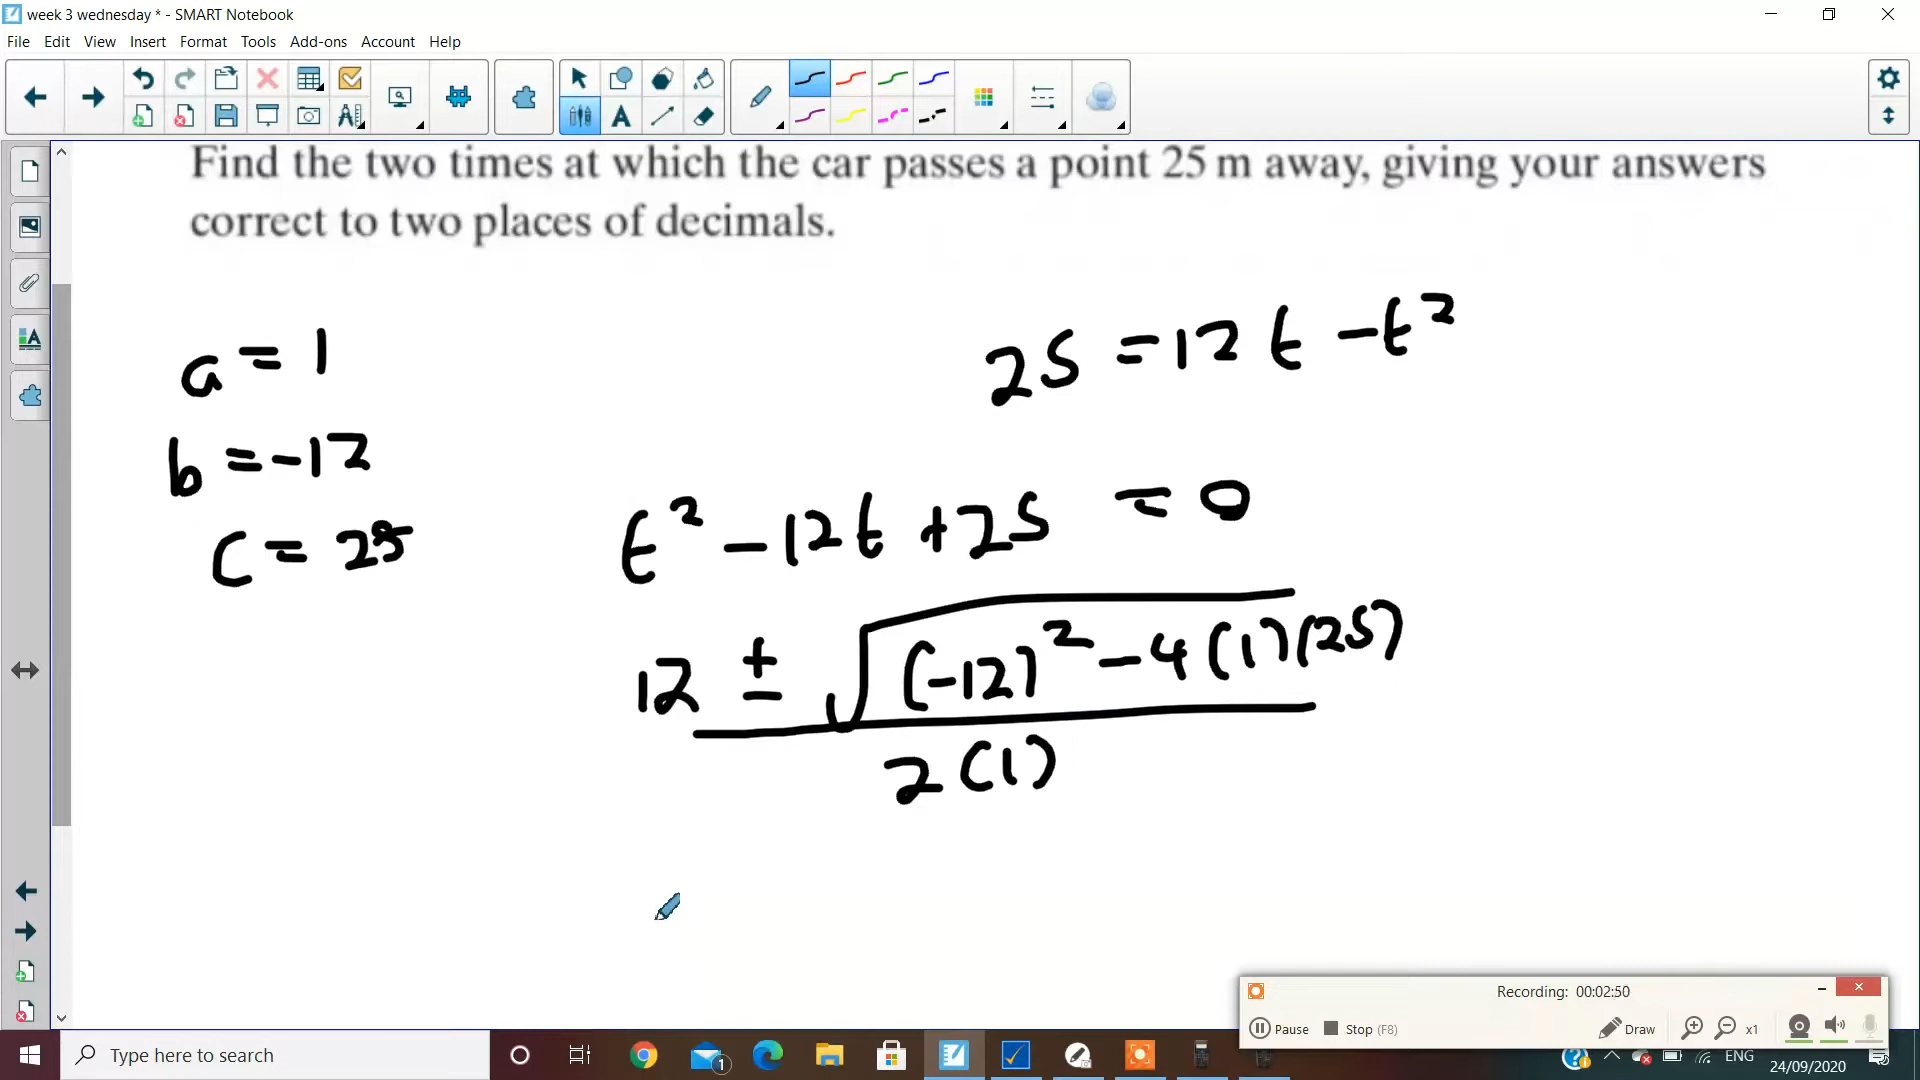 week 3 wednesday * - SMART Notebook
File Edit View Insert Format Tools Add-ons Account Help
Find the two times at which the car passes a point 25 m away, giving your answers
correct to two places of decimals.
25 = 12t - t²
a = 1
b = -12
c = 25
t² - 12t + 25 = 0
12 ± √(-12)² - 4(1)(25)
2(1)
Recording: 00:02:50
Pause Stop (F8) Draw x1
Type here to search
1
ENG
24/09/2020